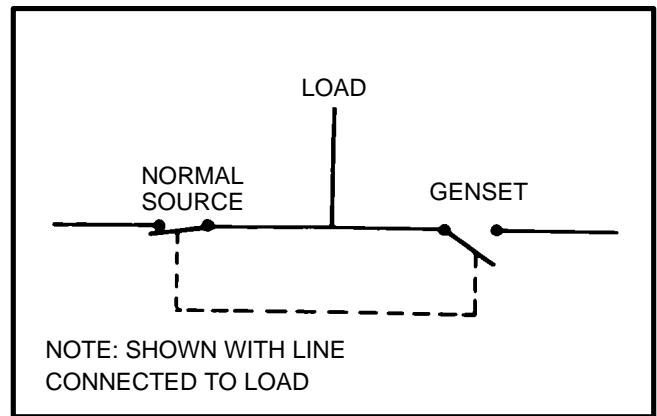 LOAD
NORMAL
SOURCE
GENSET
NOTE: SHOWN WITH LINE
CONNECTED TO LOAD